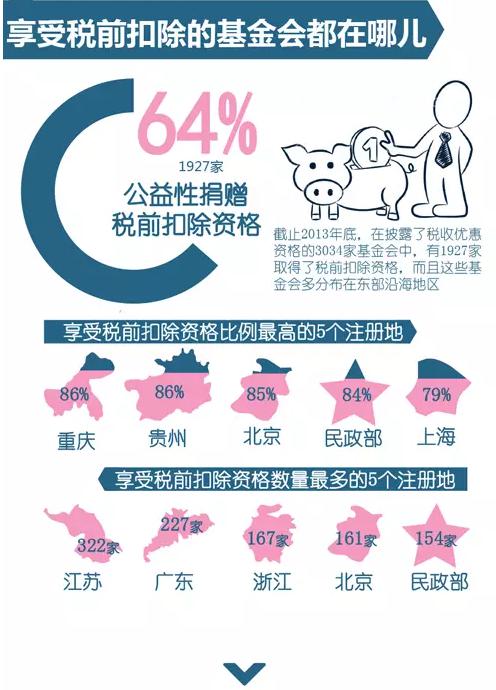 享受税前扣除的基金会都在哪儿
64%
1927家
公益性捐赠
税前扣除资格
1
截止2013年底，在披露了税收优惠
资格的3034家基金会中，有1927家
取得了税前扣除资格，而且这些基
金会多分布在东部沿海地区
享受税前扣除资格比例最高的5个注册地
86% 86% 85% 84% 79%
重庆 贵州 北京 民政部 上海
享受税前扣除资格数量最多的5个注册地
322家 227家 167家 161家 154家
江苏 广东 浙江 北京 民政部